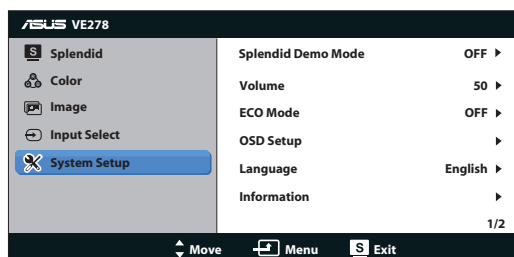 ASUS VE278
S Splendid
Color
Image
Input Select
System Setup
Splendid Demo Mode OFF
Volume 50
ECO Mode OFF
OSD Setup
Language English
Information
1/2
Move Menu S Exit